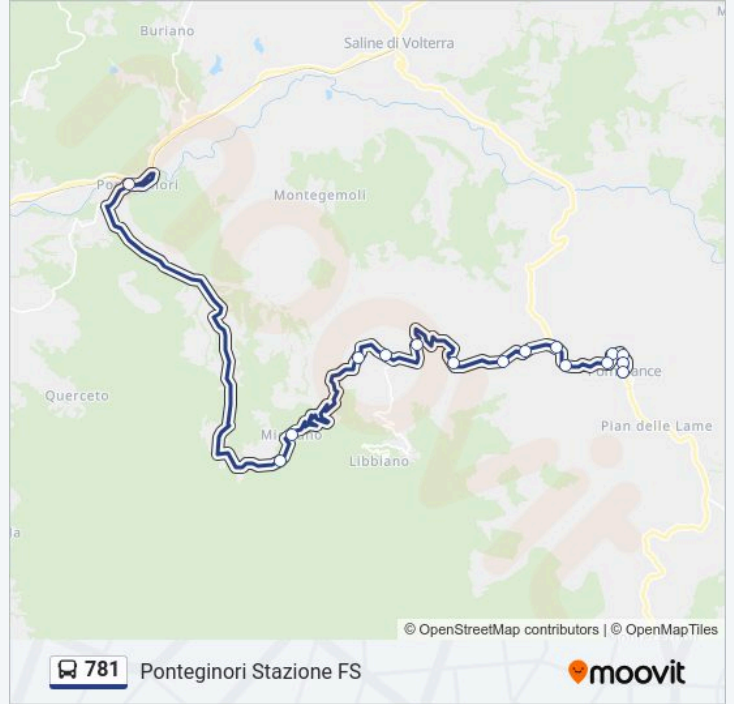 Buriano
Saline di Volterra
Montegemoli
Querceto
Pian delle Lame
Libbiano
© OpenStreetMap contributors | © OpenMapTiles
781 Ponteginori Stazione FS
moovit